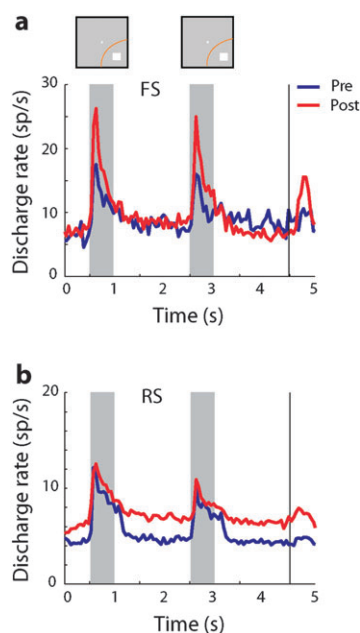 a
FS
Pre
Post
Discharge rate (sp/s)
30
20
10
0
0 1 2 3 4 5
Time (s)
b
RS
Discharge rate (sp/s)
20
10
0
0 1 2 3 4 5
Time (s)